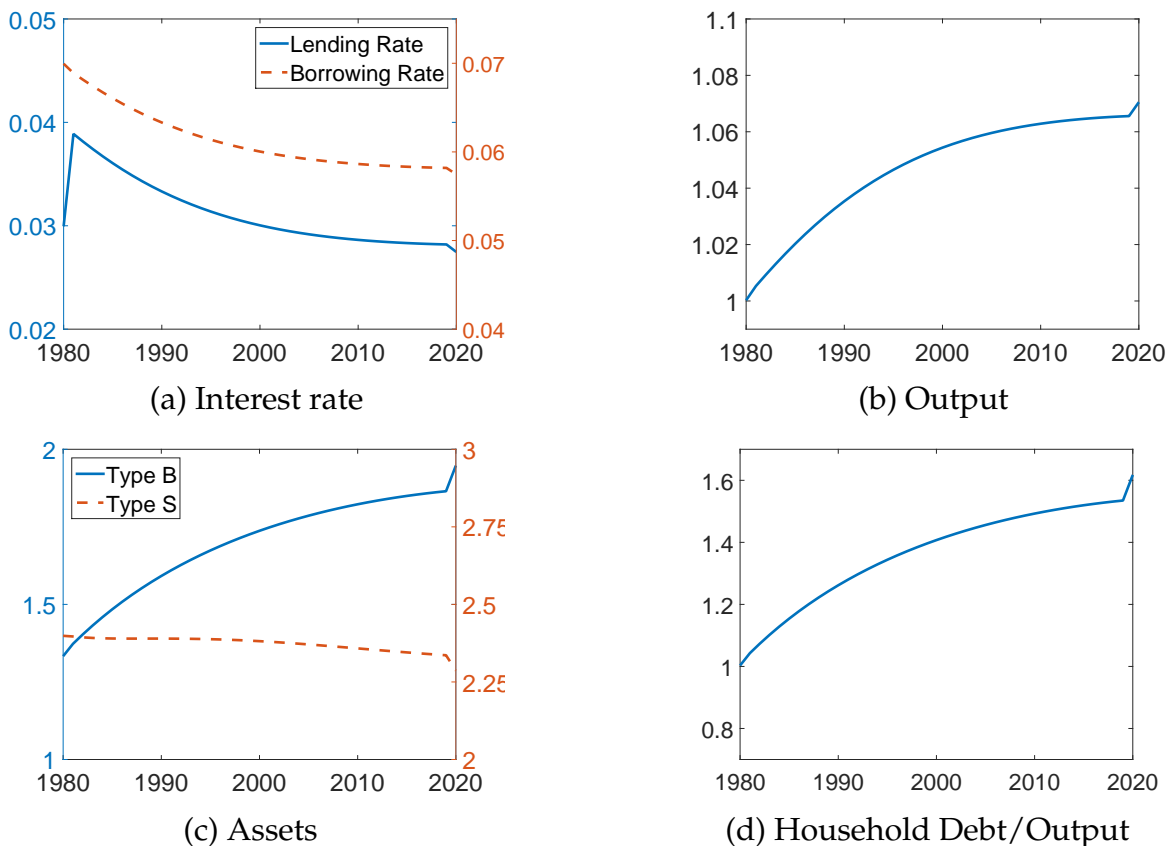 0.05
0.04
0.03
0.02
Lending Rate
Borrowing Rate
0.07
0.06
0.05
0.04
1980 1990 2000 2010 2020
(a) Interest rate
1.1
1.08
1.06
1.04
1.02
1
1980 1990 2000 2010 2020
(b) Output
2
1.5
1
Type B
Type S
3
2.75
2.5
2.25
2
1980 1990 2000 2010 2020
(c) Assets
1.6
1.4
1.2
1
0.8
1980 1990 2000 2010 2020
(d) Household Debt/Output